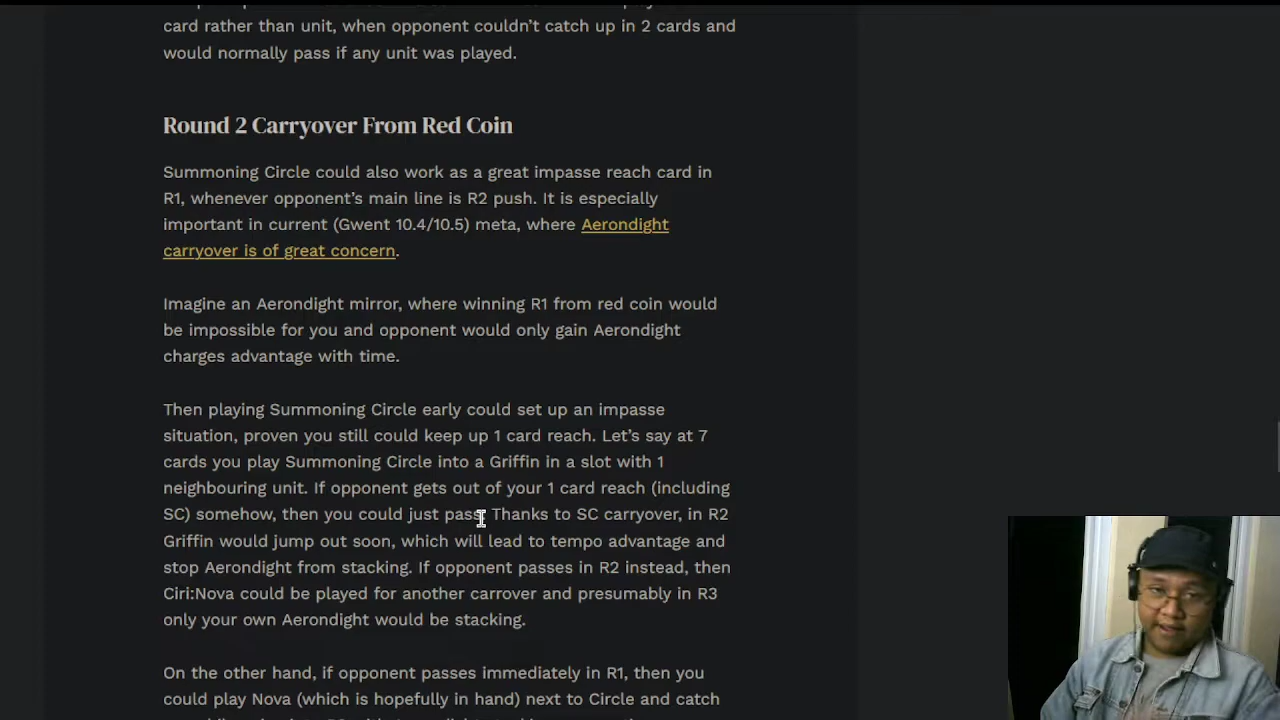 card rather than unit, when opponent couldn't catch up in 2 cards and
would normally pass if any unit was played.
Round 2 Carryover From Red Coin
Summoning Circle could also work as a great impasse reach card in
R1, whenever opponent's main line is R2 push. It is especially
important in current (Gwent 10.4/10.5) meta, where Aerondight
carryover is of great concern.
Imagine an Aerondight mirror, where winning R1 from red coin would
be impossible for you and opponent would only gain Aerondight
charges advantage with time.
Then playing Summoning Circle early could set up an impasse
situation, proven you still could keep up 1 card reach. Let's say at 7
cards you play Summoning Circle into a Griffin in a slot with 1
neighbouring unit. If opponent gets out of your 1 card reach (including
SC) somehow, then you could just pass. Thanks to SC carryover, in R2
Griffin would jump out soon, which will lead to tempo advantage and
stop Aerondight from stacking. If opponent passes in R2 instead, then
Ciri:Nova could be played for another carrover and presumably in R3
only your own Aerondight would be stacking.
On the other hand, if opponent passes immediately in R1, then you
could play Nova (which is hopefully in hand) next to Circle and catch